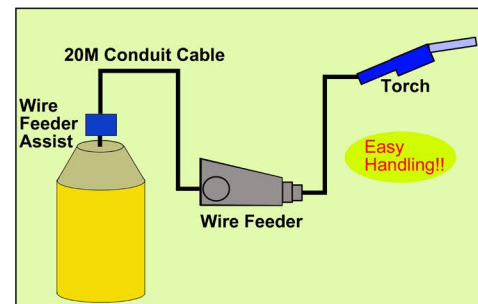 20M Conduit Cable
Wire
Feeder
Assist
Torch
Easy
Handling!!
Wire Feeder